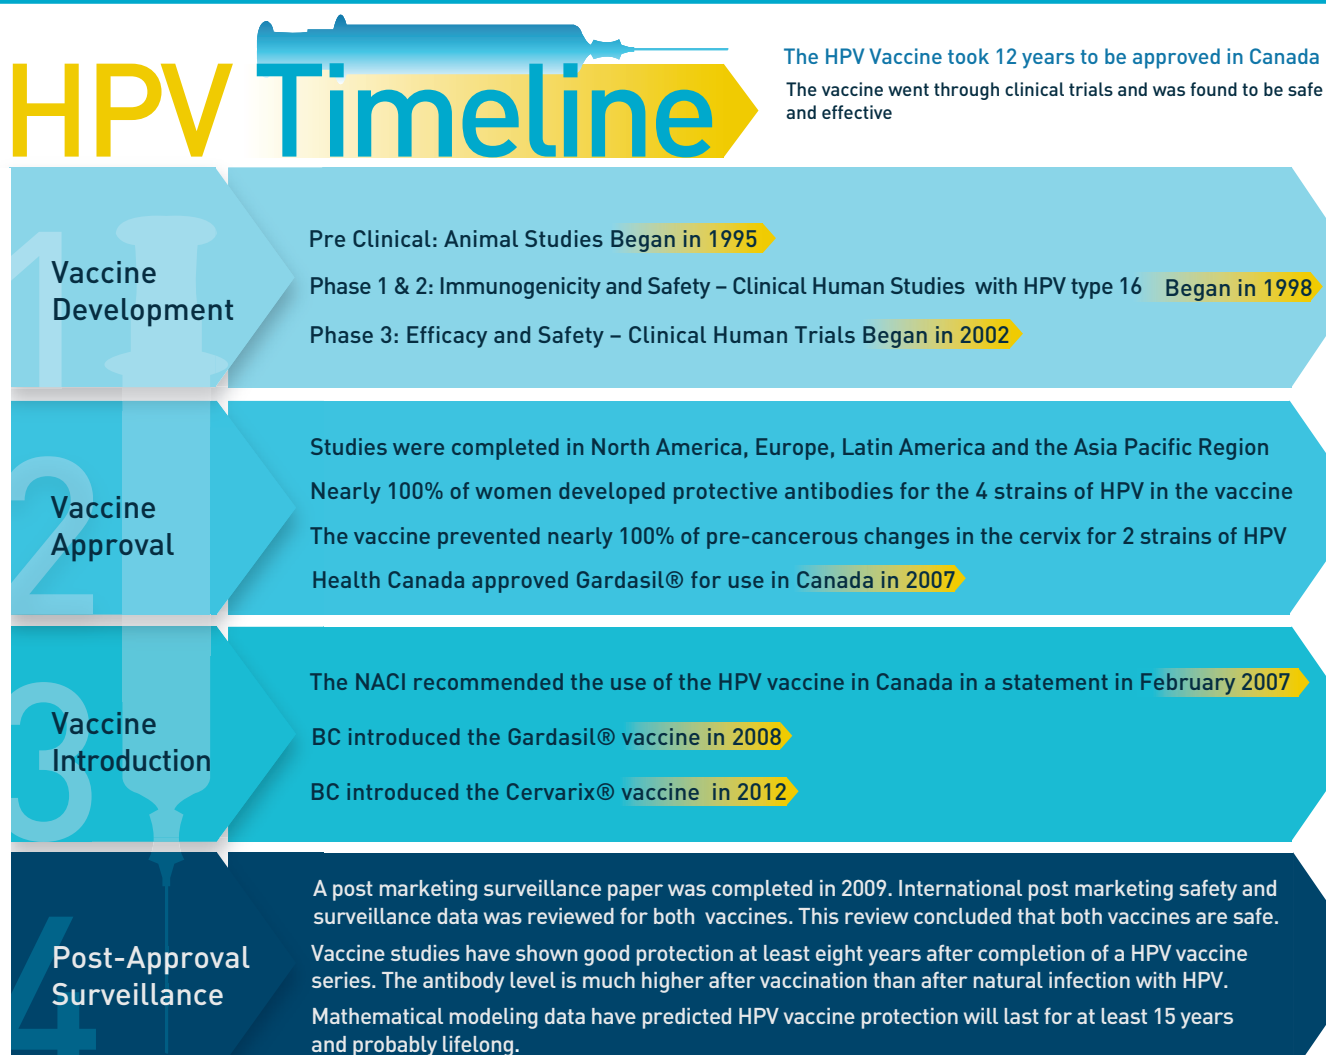 HPV Timeline
The HPV Vaccine took 12 years to be approved in Canada
The vaccine went through clinical trials and was found to be safe
and effective
1
Vaccine
Development
Pre Clinical: Animal Studies Began in 1995
Phase 1 & 2: Immunogenicity and Safety – Clinical Human Studies with HPV type 16 Began in 1998
Phase 3: Efficacy and Safety – Clinical Human Trials Began in 2002
2
Vaccine
Approval
Studies were completed in North America, Europe, Latin America and the Asia Pacific Region
Nearly 100% of women developed protective antibodies for the 4 strains of HPV in the vaccine
The vaccine prevented nearly 100% of pre-cancerous changes in the cervix for 2 strains of HPV
Health Canada approved Gardasil® for use in Canada in 2007
3
Vaccine
Introduction
The NACI recommended the use of the HPV vaccine in Canada in a statement in February 2007
BC introduced the Gardasil® vaccine in 2008
BC introduced the Cervarix® vaccine in 2012
4
Post-Approval
Surveillance
A post marketing surveillance paper was completed in 2009. International post marketing safety and
surveillance data was reviewed for both vaccines. This review concluded that both vaccines are safe.
Vaccine studies have shown good protection at least eight years after completion of a HPV vaccine
series. The antibody level is much higher after vaccination than after natural infection with HPV.
Mathematical modeling data have predicted HPV vaccine protection will last for at least 15 years
and probably lifelong.